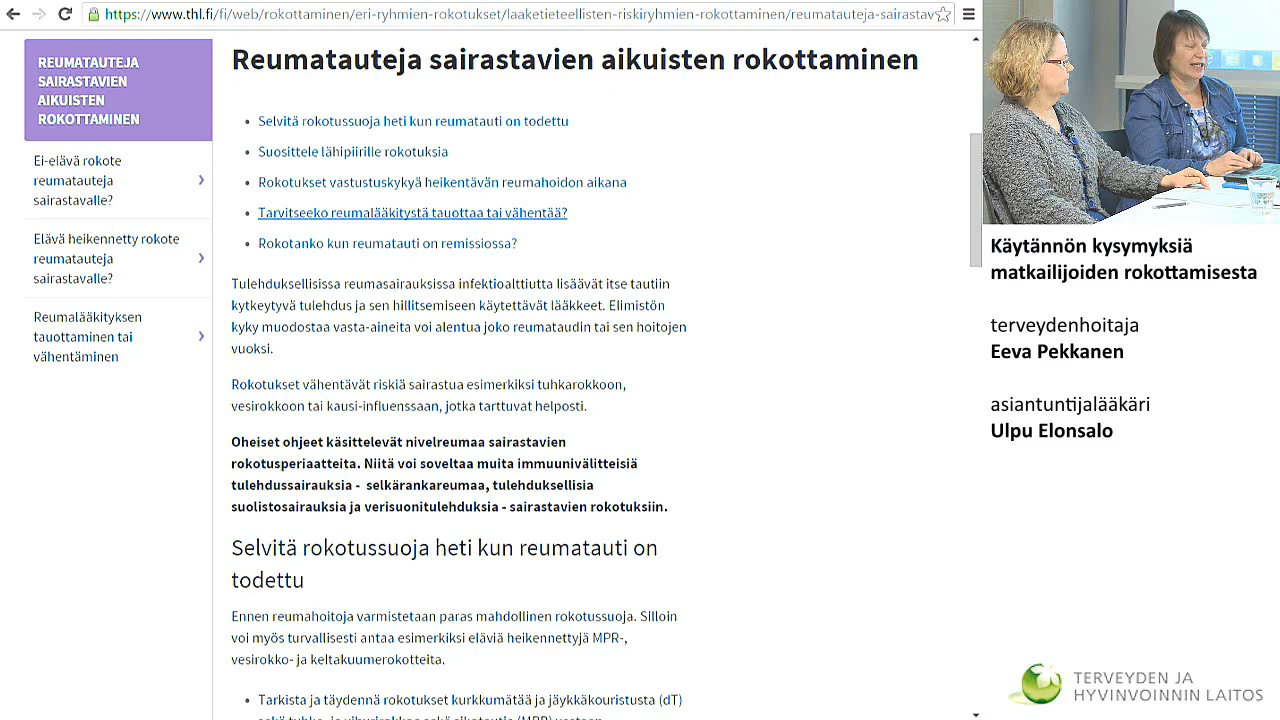 https://www.thl.fi/fi/web/rokottaminen/eri-ryhmien-rokotukset/laaketieteellisten-riskiryhmien-rokottaminen/reumatauteja-sairastav
REUMATAUTEJA
SAIRASTAVIEN
AIKUISTEN
ROKOTTAMINEN
Ei-elävä rokote
reumatauteja
sairastavalle?
Elävä heikennetty rokote
reumatauteja
sairastavalle?
Reumalääkityksen
tauottaminen tai
vähentäminen
Reumatauteja sairastavien aikuisten rokottaminen
• Selvitä rokotussuoja heti kun reumatauti on todettu
• Suosittele lähipiirille rokotuksia
• Rokotukset vastustuskykyä heikentävän reumahoidon aikana
• Tarvitseeko reumalääkitystä tauottaa tai vähentää?
• Rokotanko kun reumatauti on remissiossa?
Tulehduksellisissa reumasairauksissa infektioalttiutta lisäävät itse tautiin
kytkeytyvä tulehdus ja sen hillitsemiseen käytettävät lääkkeet. Elimistön
kyky muodostaa vasta-aineita voi alentua joko reumataudin tai sen hoitojen
vuoksi.
Rokotukset vähentävät riskiä sairastua esimerkiksi tuhkarokkoon,
vesirokkoon tai kausi-influenssaan, jotka tarttuvat helposti.
Oheiset ohjeet käsittelevät nivelreumaa sairastavien
rokotusperiaatteita. Niitä voi soveltaa muita immuunivälitteisiä
tulehdussairauksia - selkärankareumaa, tulehduksellisia
suolistosairauksia ja verisuonitulehduksia - sairastavien rokotuksiin.
Selvitä rokotussuoja heti kun reumatauti on
todettu
Ennen reumahoitoja varmistetaan paras mahdollinen rokotussuoja. Silloin
voi myös turvallisesti antaa esimerkiksi eläviä heikennettyjä MPR-,
vesirokko- ja keltakuumerokotteita.
• Tarkista ja täydennä rokotukset kurkkumätää ja jäykkäkouristusta (dT)
Käytännön kysymyksiä
matkailijoiden rokottamisesta
terveydenhoitaja
Eeva Pekkanen
asiantuntijalääkäri
Ulpu Elonsalo
TERVEYDEN JA
HYVINVOINNIN LAITOS